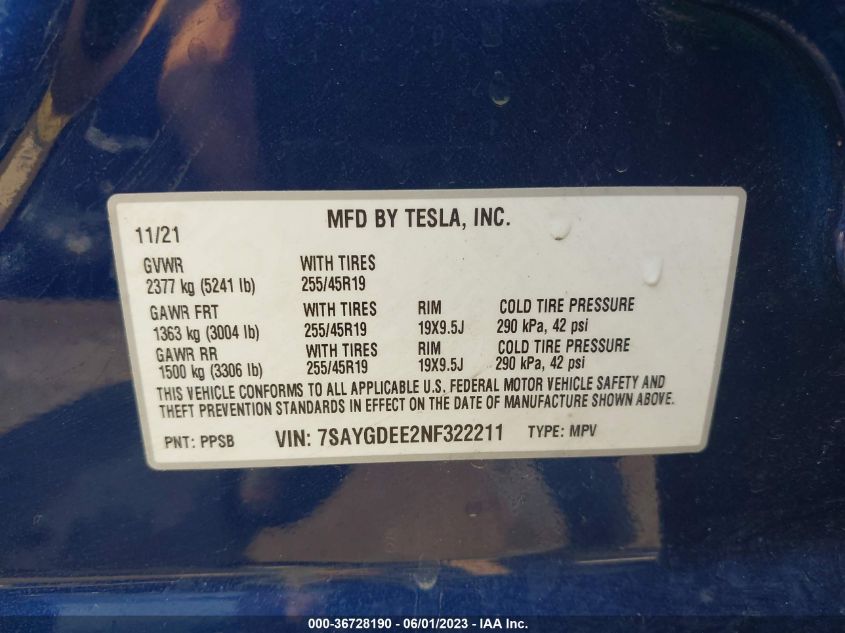 MFD BY TESLA, INC.
11/21
GVWR WITH TIRES
2377 kg (5241 lb) 255/45R19
GAWR FRT WITH TIRES RIM COLD TIRE PRESSURE
1363 kg (3004 lb) 255/45R19 19X9.5J 290 kPa, 42 psi
GAWR RR WITH TIRES RIM COLD TIRE PRESSURE
1500 kg (3306 lb) 255/45R19 19X9.5J 290 kPa, 42 psi
THIS VEHICLE CONFORMS TO ALL APPLICABLE U.S. FEDERAL MOTOR VEHICLE SAFETY AND
THEFT PREVENTION STANDARDS IN EFFECT ON THE DATE OF MANUFACTURE SHOWN ABOVE.
PNT: PPSB VIN: 7SAYGDEE2NF322211 TYPE: MPV
000-36728190 - 06/01/2023 - IAA Inc.